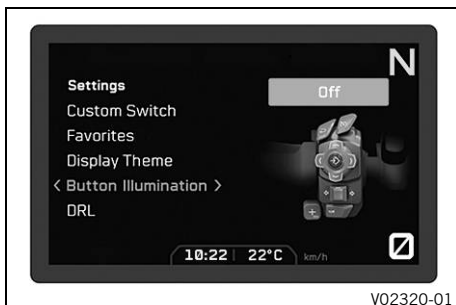 N
Settings
Off
Custom Switch
Favorites
Display Theme
< Button Illumination >
DRL
10:22 22°C km/h
V02320-01